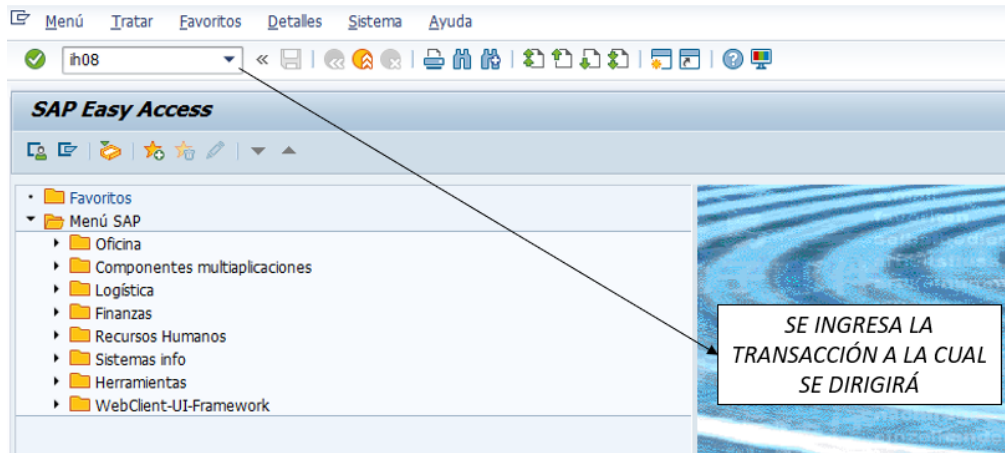 Menú Tratar Favoritos Detalles Sistema Ayuda
ih08
SAP Easy Access
Favoritos
Menú SAP
Oficina
Componentes multiaplicaciones
Logística
Finanzas
Recursos Humanos
Sistemas info
Herramientas
WebClient-UI-Framework
SE INGRESA LA
TRANSACCIÓN A LA CUAL
SE DIRIGIRÁ